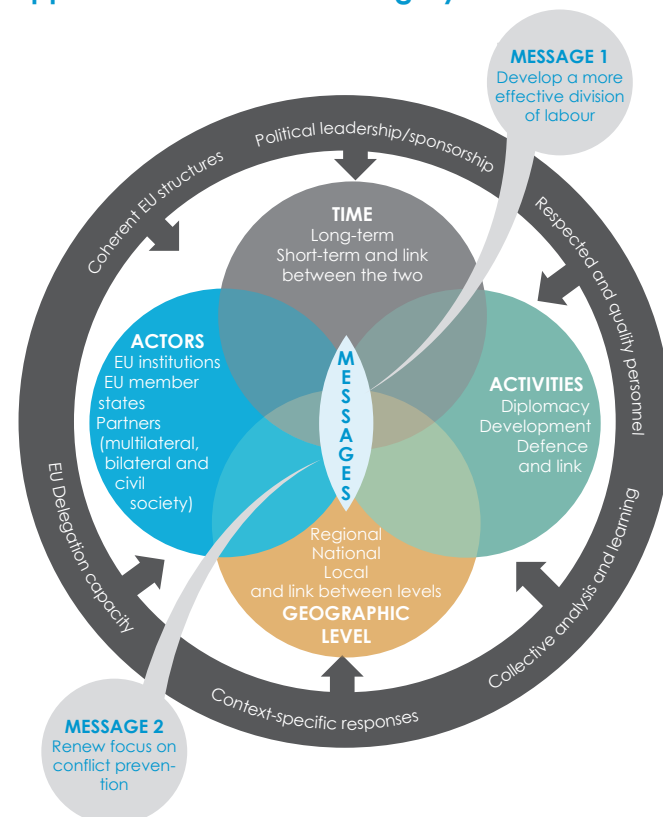 MESSAGE 1
Develop a more
effective division
of labour
Political leadership/sponsorship
Coherent EU structures
Respected and quality personnel
TIME
Long-term
Short-term and link
between the two
ACTORS
EU institutions
EU member
states
Partners
(multilateral,
bilateral and
civil
society)
MESSAGES
ACTIVITIES
Diplomacy
Development
Defence
and link
Regional
National
Local
and link between levels
GEOGRAPHIC
LEVEL
EU Delegation capacity
Collective analysis and learning
Context-specific responses
MESSAGE 2
Renew focus on
conflict preven-
tion